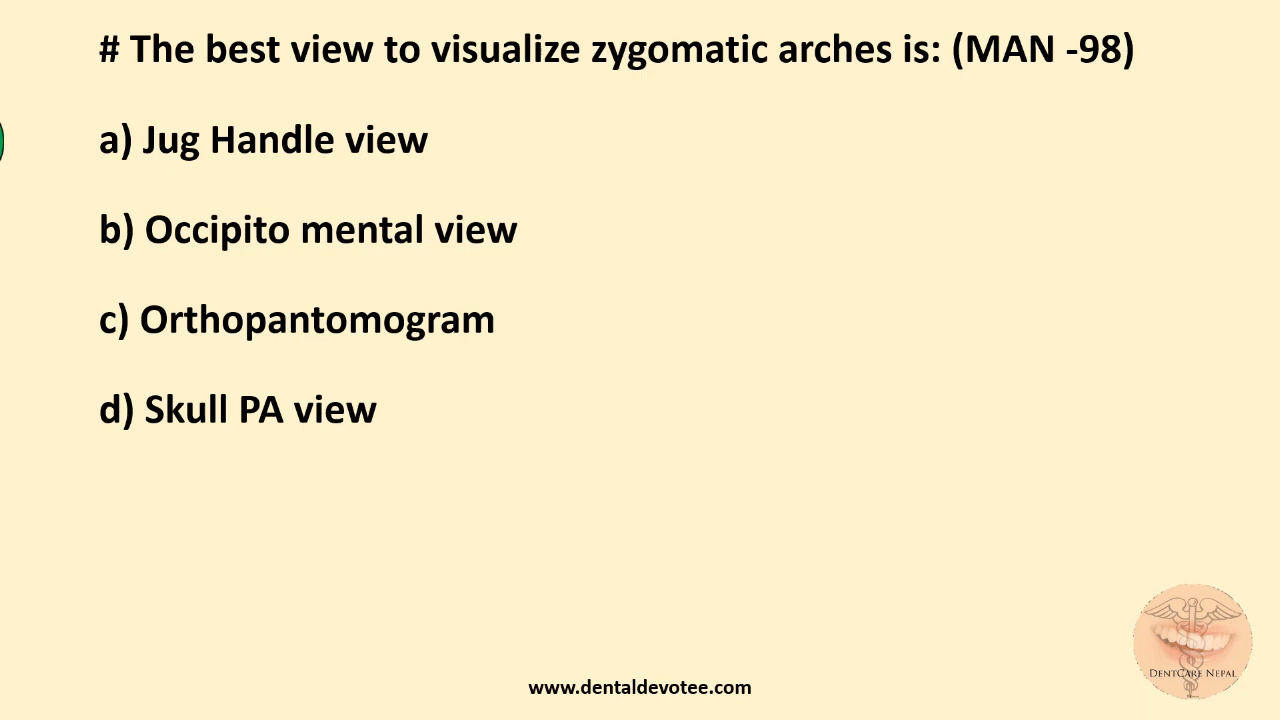 # The best view to visualize zygomatic arches is: (MAN -98)
a) Jug Handle view
b) Occipito mental view
c) Orthopantomogram
d) Skull PA view
DentCare Nepal
www.dentaldevotee.com